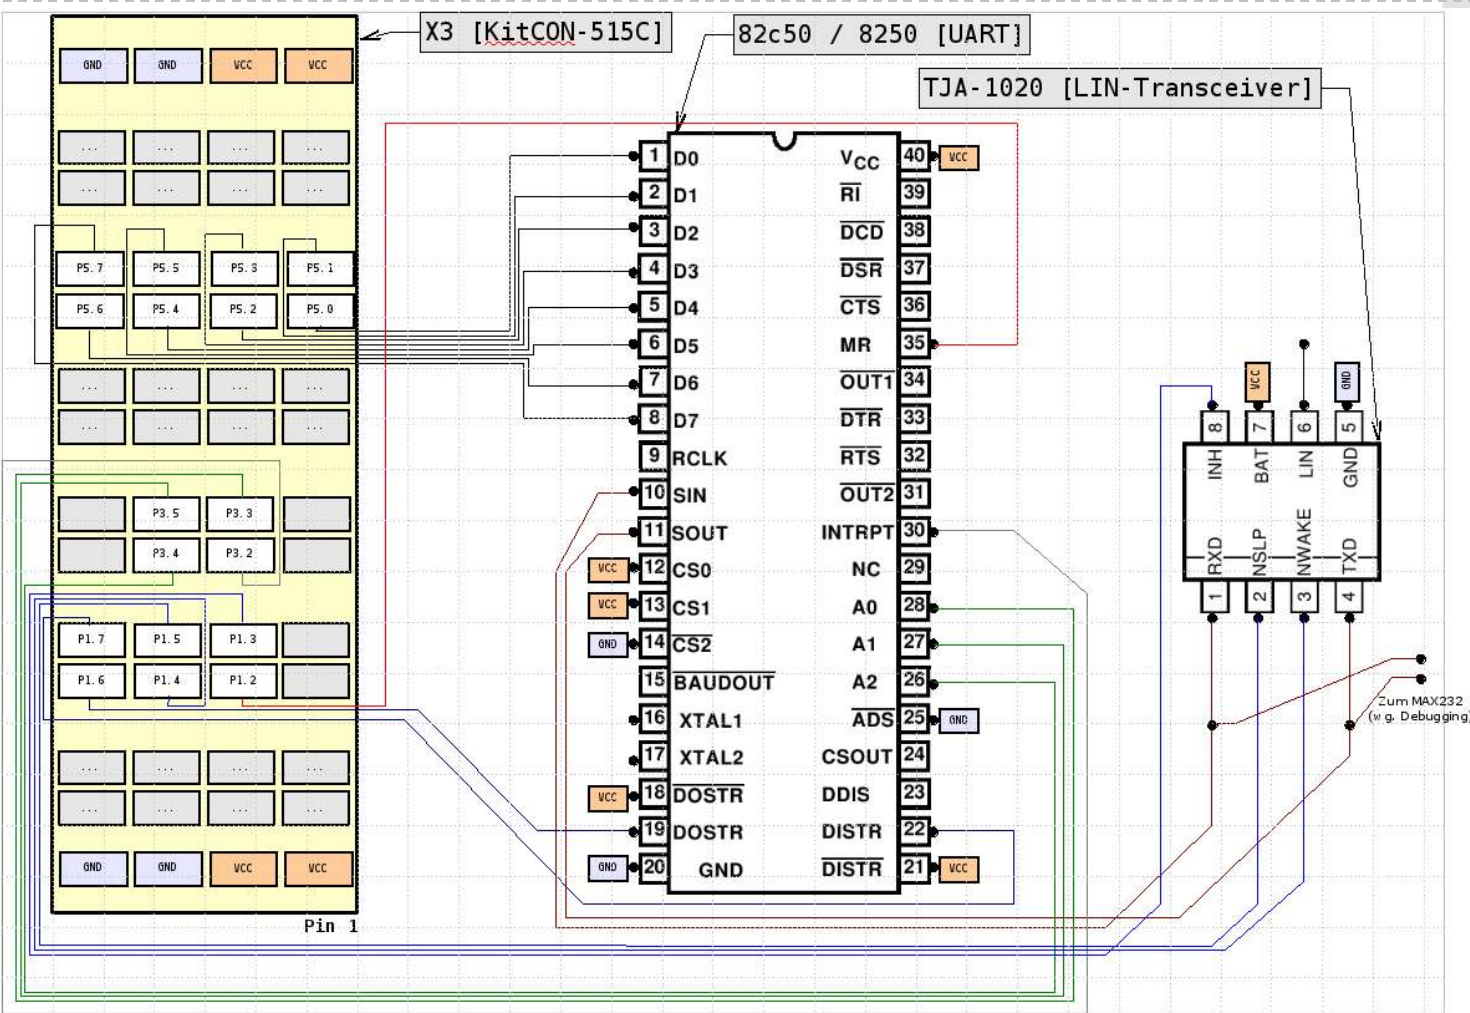 X3 [KitCON-515C]
82c50 / 8250 [UART]
TJA-1020 [LIN-Transceiver]
GND GND VCC VCC
... ... ... ...
... ... ... ...
P5.7 P5.5 P5.3 P5.1
P5.6 P5.4 P5.2 P5.0
... ... ... ...
... ... ... ...
P3.5 P3.3
P3.4 P3.2
P1.7 P1.5 P1.3
P1.6 P1.4 P1.2
... ... ... ...
... ... ... ...
GND GND VCC VCC
Pin 1
1 D0 VCC 40 VCC
2 D1 RI 39
3 D2 DCD 38
4 D3 DSR 37
5 D4 CTS 36
6 D5 MR 35
7 D6 OUT1 34
8 D7 DTR 33
9 RCLK RTS 32
10 SIN OUT2 31
11 SOUT INTRPT 30
VCC 12 CS0 NC 29
VCC 13 CS1 A0 28
GND 14 CS2 A1 27
15 BAUDOUT A2 26
16 XTAL1 ADS 25 GND
17 XTAL2 CSOUT 24
VCC 18 DOSTR DDIS 23
19 DOSTR DISTR 22
GND 20 GND DISTR 21 VCC
VCC GND
8 7 6 5
INH BAT LIN GND
RXD NSLP NWAKE TXD
1 2 3 4
Zum MAX232
(wg. Debugging)